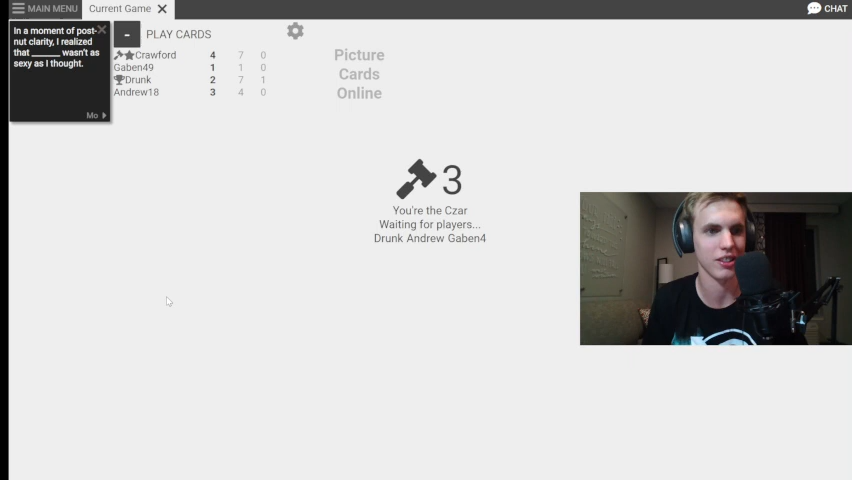 MAIN MENU Current Game CHAT
In a moment of post-
nut clarity, I realized
that ______ wasn't as
sexy as I thought.
Mo
- PLAY CARDS
Crawford 4 7 0
Gaben49 1 1 0
Drunk 2 7 1
Andrew18 3 4 0
Picture
Cards
Online
3
You're the Czar
Waiting for players...
Drunk Andrew Gaben4